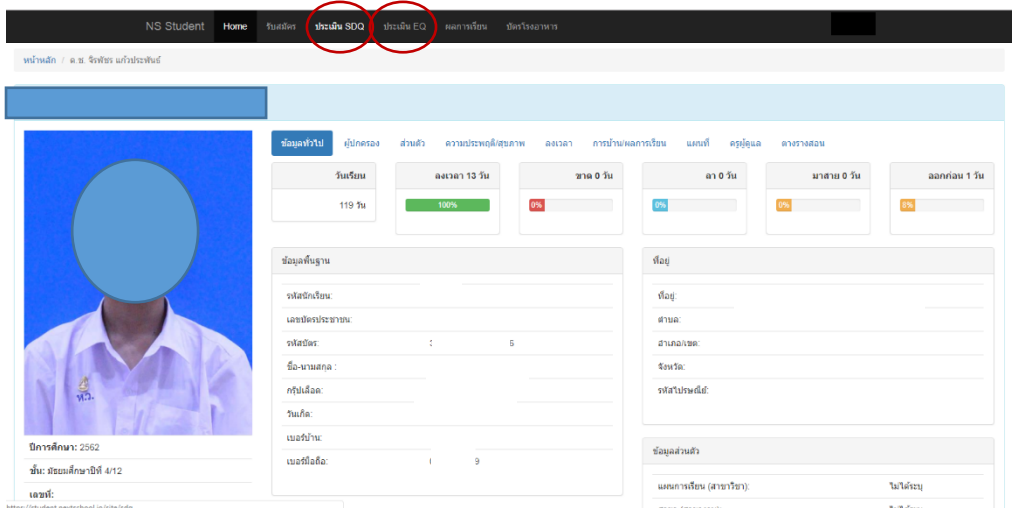 NS Student Home รับสมัคร ประเมิน SDQ ประเมิน EQ ผลการเรียน บัตรโรงอาหาร
หน้าหลัก / ด.ช. จิรพัชร แก้วประพันธ์
ข้อมูลทั่วไป ผู้ปกครอง ส่วนตัว ความประพฤติ/สุขภาพ ลงเวลา การบ้าน/ผลการเรียน แผนที่ ครูผู้ดูแล ตารางสอน
วันเรียน ลงเวลา 13 วัน ขาด 0 วัน ลา 0 วัน มาสาย 0 วัน ออกก่อน 1 วัน
119 วัน 100% 0% 0% 0% 8%
ข้อมูลพื้นฐาน
รหัสนักเรียน:
เลขบัตรประชาชน:
รหัสบัตร:
ชื่อ-นามสกุล :
กรุ๊ปเลือด:
วันเกิด:
เบอร์บ้าน:
เบอร์มือถือ: 9
ที่อยู่
ที่อยู่:
ตำบล:
อำเภอ/เขต:
จังหวัด:
รหัสไปรษณีย์:
ข้อมูลส่วนตัว
แผนการเรียน (สาขาวิชา): ไม่ได้ระบุ
ปีการศึกษา: 2562
ชั้น: มัธยมศึกษาปีที่ 4/12
เลขที่: